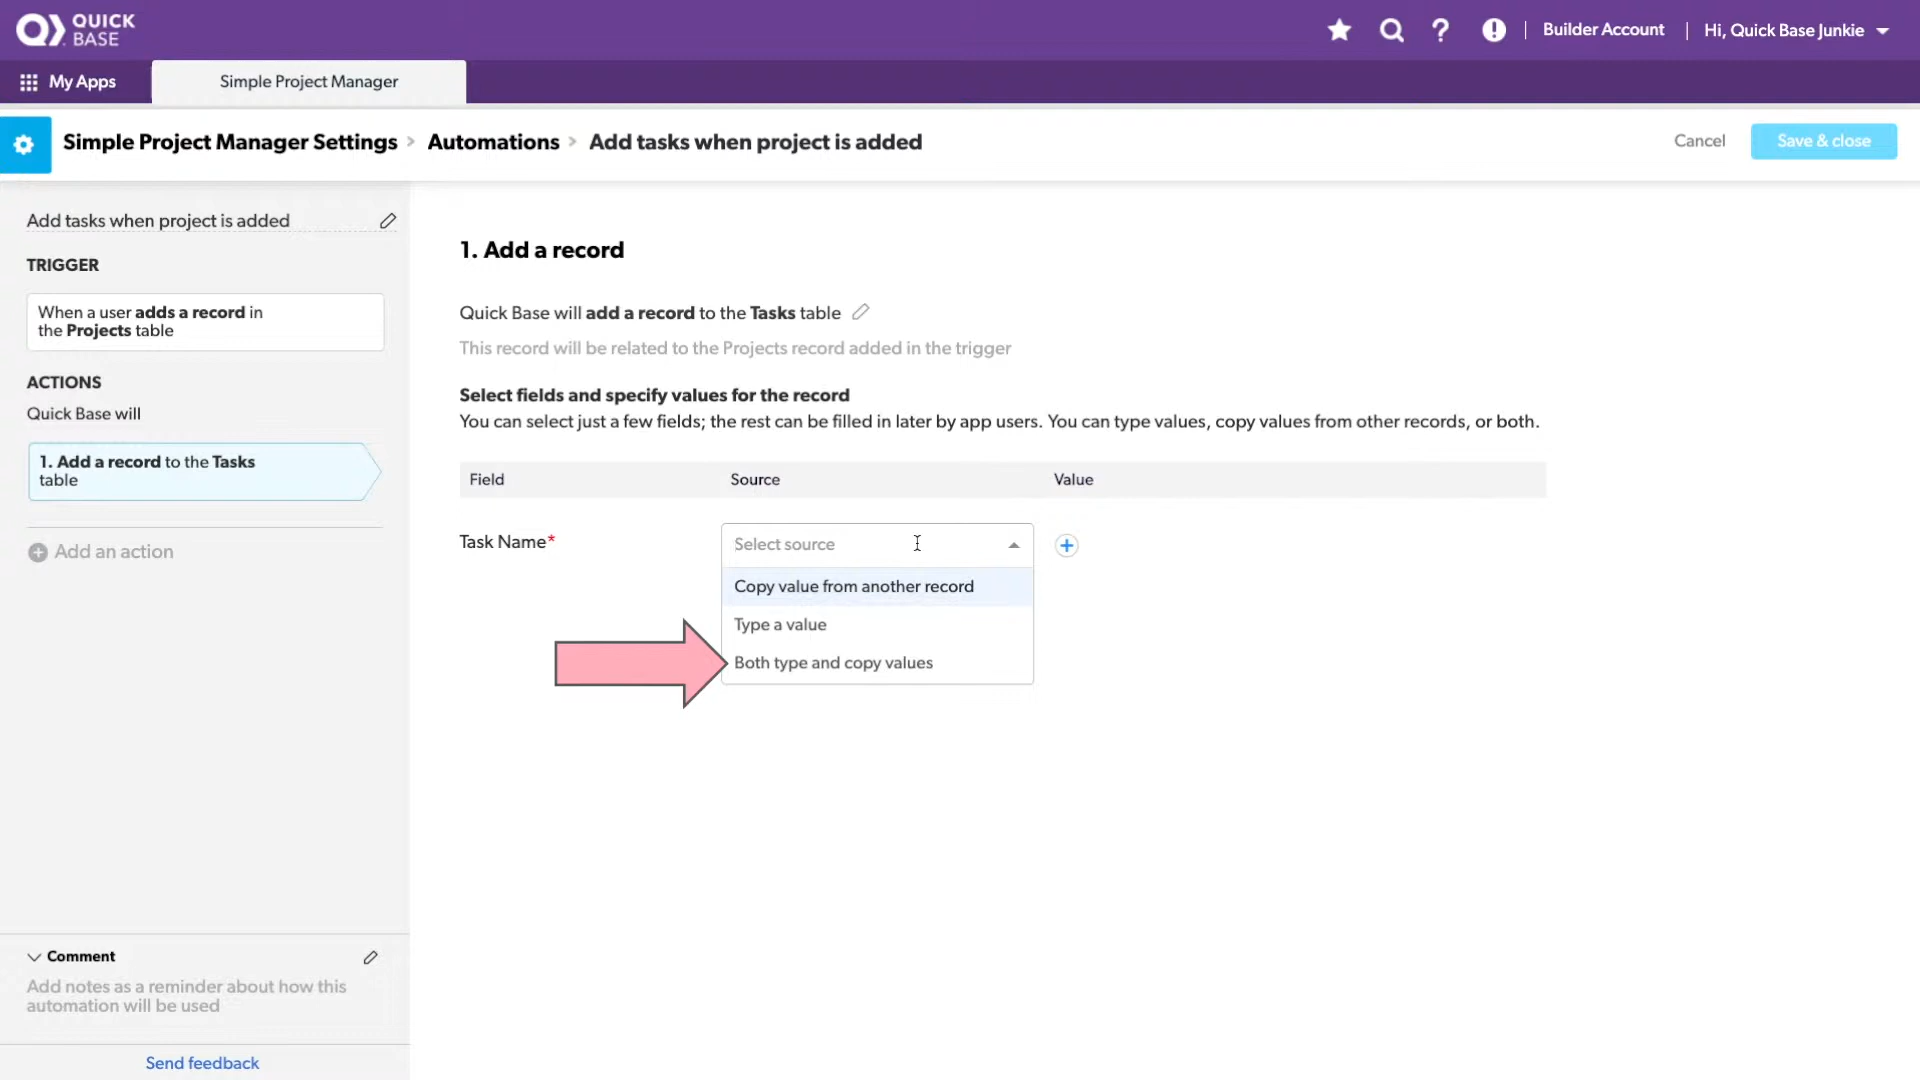 QUICK
BASE
Builder Account
Hi, Quick Base Junkie
My Apps
Simple Project Manager
Simple Project Manager Settings > Automations > Add tasks when project is added
Cancel
Save & close
Add tasks when project is added
TRIGGER
When a user adds a record in
the Projects table
ACTIONS
Quick Base will
1. Add a record to the Tasks
table
Add an action
1. Add a record
Quick Base will add a record to the Tasks table
This record will be related to the Projects record added in the trigger
Select fields and specify values for the record
You can select just a few fields; the rest can be filled in later by app users. You can type values, copy values from other records, or both.
Field Source Value
Task Name*
Select source
Copy value from another record
Type a value
Both type and copy values
Comment
Add notes as a reminder about how this
automation will be used
Send feedback